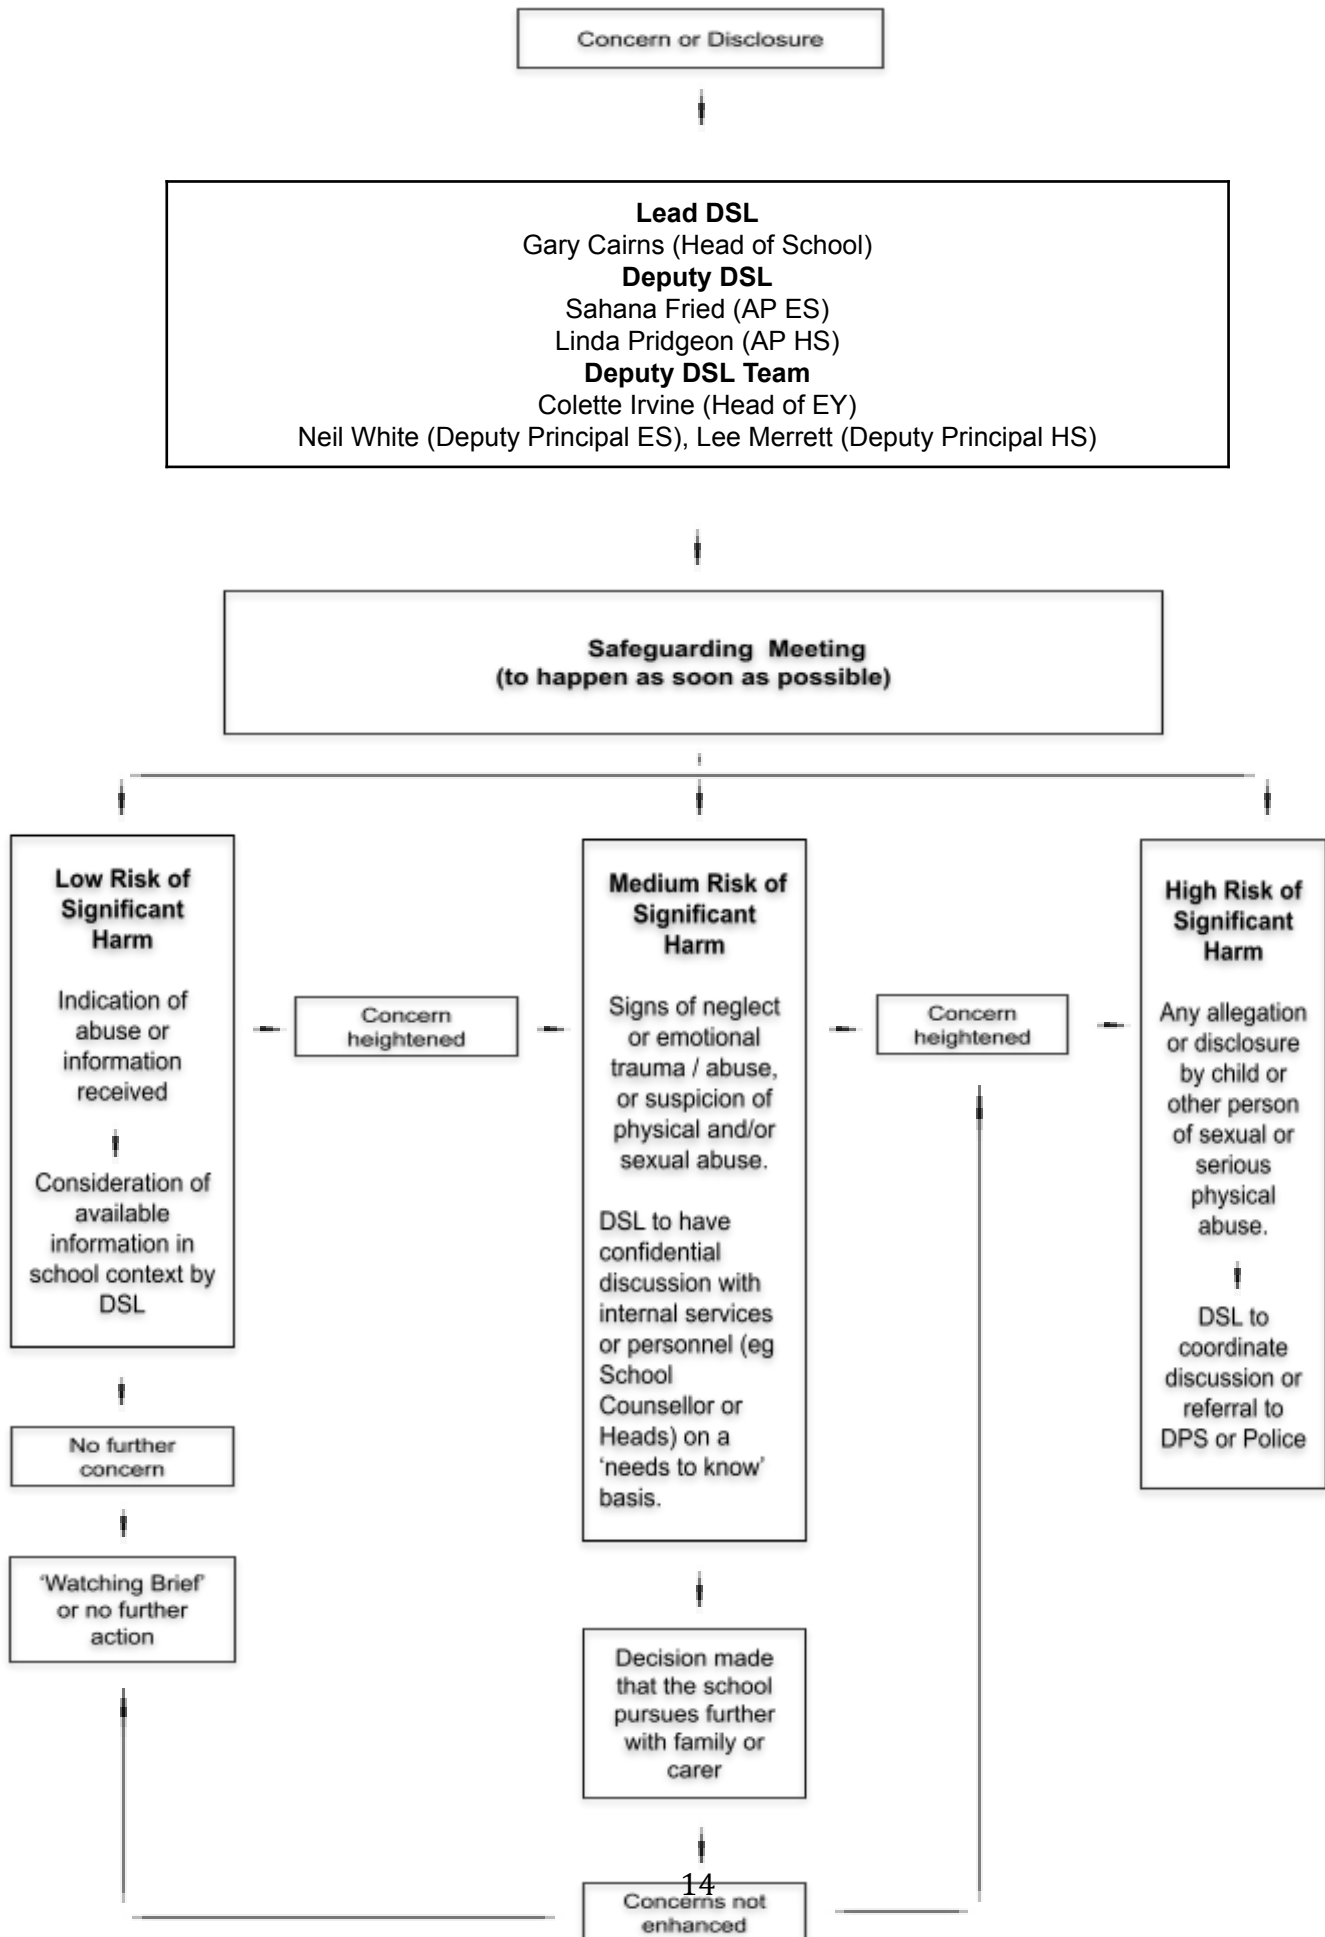 Concern or Disclosure
Lead DSL
Gary Cairns (Head of School)
Deputy DSL
Sahana Fried (AP ES)
Linda Pridgeon (AP HS)
Deputy DSL Team
Colette Irvine (Head of EY)
Neil White (Deputy Principal ES), Lee Merrett (Deputy Principal HS)
Safeguarding Meeting
(to happen as soon as possible)
Low Risk of
Significant
Harm
Indication of
abuse or
information
received
Consideration of
available
information in
school context by
DSL
Concern
heightened
Medium Risk of
Significant
Harm
Signs of neglect
or emotional
trauma / abuse,
or suspicion of
physical and/or
sexual abuse.
DSL to have
confidential
discussion with
internal services
or personnel (eg
School
Counsellor or
Heads) on a
‘needs to know’
basis.
Concern
heightened
High Risk of
Significant
Harm
Any allegation
or disclosure
by child or
other person
of sexual or
serious
physical
abuse.
DSL to
coordinate
discussion or
referral to
DPS or Police
No further
concern
‘Watching Brief’
or no further
action
Decision made
that the school
pursues further
with family or
carer
14
Concerns not
enhanced